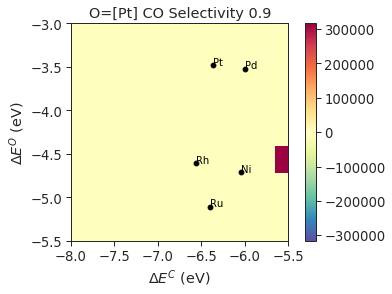 O=[Pt] CO Selectivity 0.9
−3.0
−3.5
−4.0
−4.5
−5.0
−5.5
ΔE^O (eV)
Pt
Pd
Rh
Ni
Ru
−8.0 −7.5 −7.0 −6.5 −6.0 −5.5
ΔE^C (eV)
300000
200000
100000
0
−100000
−200000
−300000